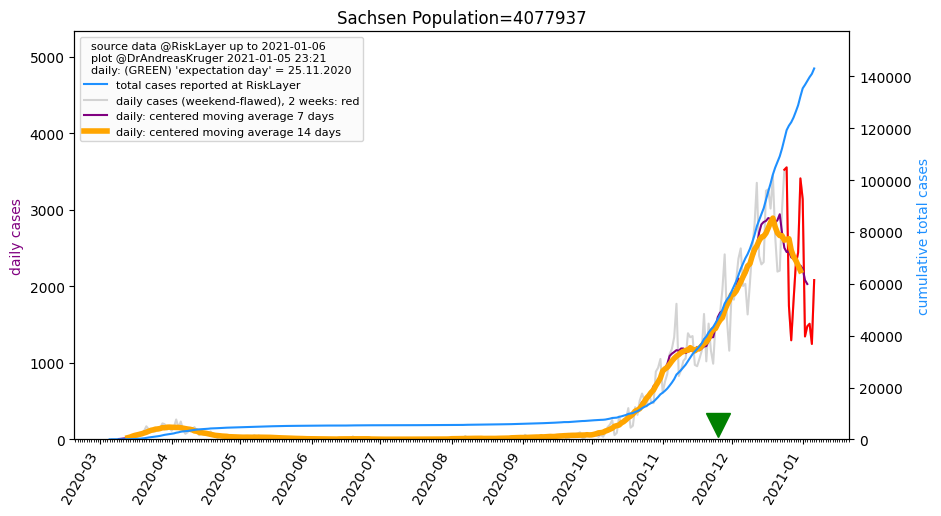 Sachsen Population=4077937
source data @RiskLayer up to 2021-01-06
plot @DrAndreasKruger 2021-01-05 23:21
daily: (GREEN) 'expectation day' = 25.11.2020
total cases reported at RiskLayer
daily cases (weekend-flawed), 2 weeks: red
daily: centered moving average 7 days
daily: centered moving average 14 days
daily cases
5000
4000
3000
2000
1000
0
140000
120000
100000
80000
60000
40000
20000
0
cumulative total cases
2020-03
2020-04
2020-05
2020-06
2020-07
2020-08
2020-09
2020-10
2020-11
2020-12
2021-01